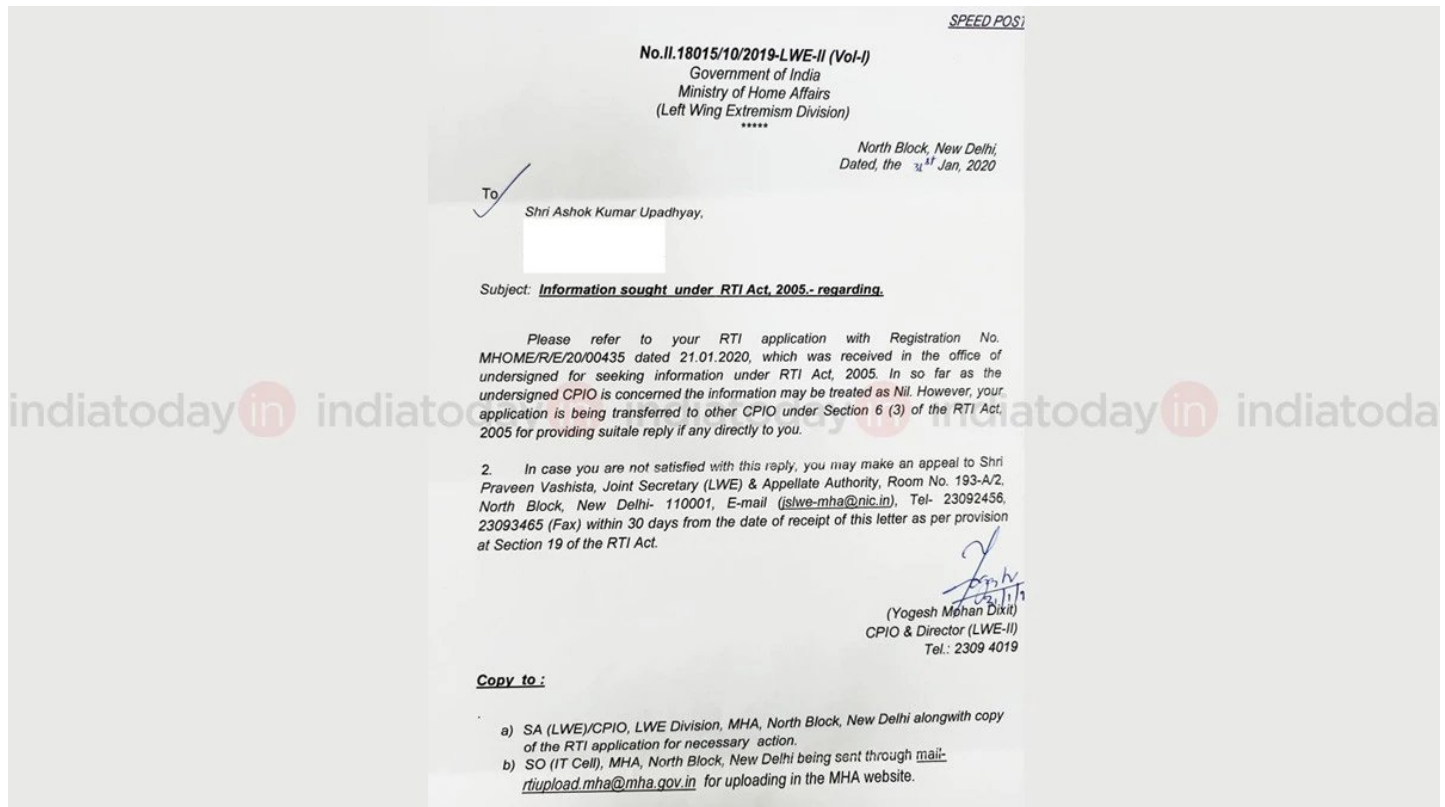 SPEED POST
No.II.18015/10/2019-LWE-II (Vol-I)
Government of India
Ministry of Home Affairs
(Left Wing Extremism Division)
*****
North Block, New Delhi,
Dated, the 31st Jan, 2020
To
Shri Ashok Kumar Upadhyay,
Subject: Information sought under RTI Act, 2005.- regarding.
Please refer to your RTI application with Registration No.
MHOME/R/E/20/00435 dated 21.01.2020, which was received in the office of
undersigned for seeking information under RTI Act, 2005. In so far as the
undersigned CPIO is concerned the information may be treated as Nil. However, your
application is being transferred to other CPIO under Section 6 (3) of the RTI Act,
2005 for providing suitale reply if any directly to you.
indiatoday in indiatoday in indiatoday in indiatoday in indiatoda
2. In case you are not satisfied with this reply, you may make an appeal to Shri
Praveen Vashista, Joint Secretary (LWE) & Appellate Authority, Room No. 193-A/2,
North Block, New Delhi- 110001, E-mail (jslwe-mha@nic.in), Tel- 23092456,
23093465 (Fax) within 30 days from the date of receipt of this letter as per provision
at Section 19 of the RTI Act.
(Yogesh Mohan Dixit)
CPIO & Director (LWE-II)
Tel.: 2309 4019
Copy to :
a) SA (LWE)/CPIO, LWE Division, MHA, North Block, New Delhi alongwith copy
of the RTI application for necessary action.
b) SO (IT Cell), MHA, North Block, New Delhi being sent through mail-
rtiupload.mha@mha.gov.in for uploading in the MHA website.